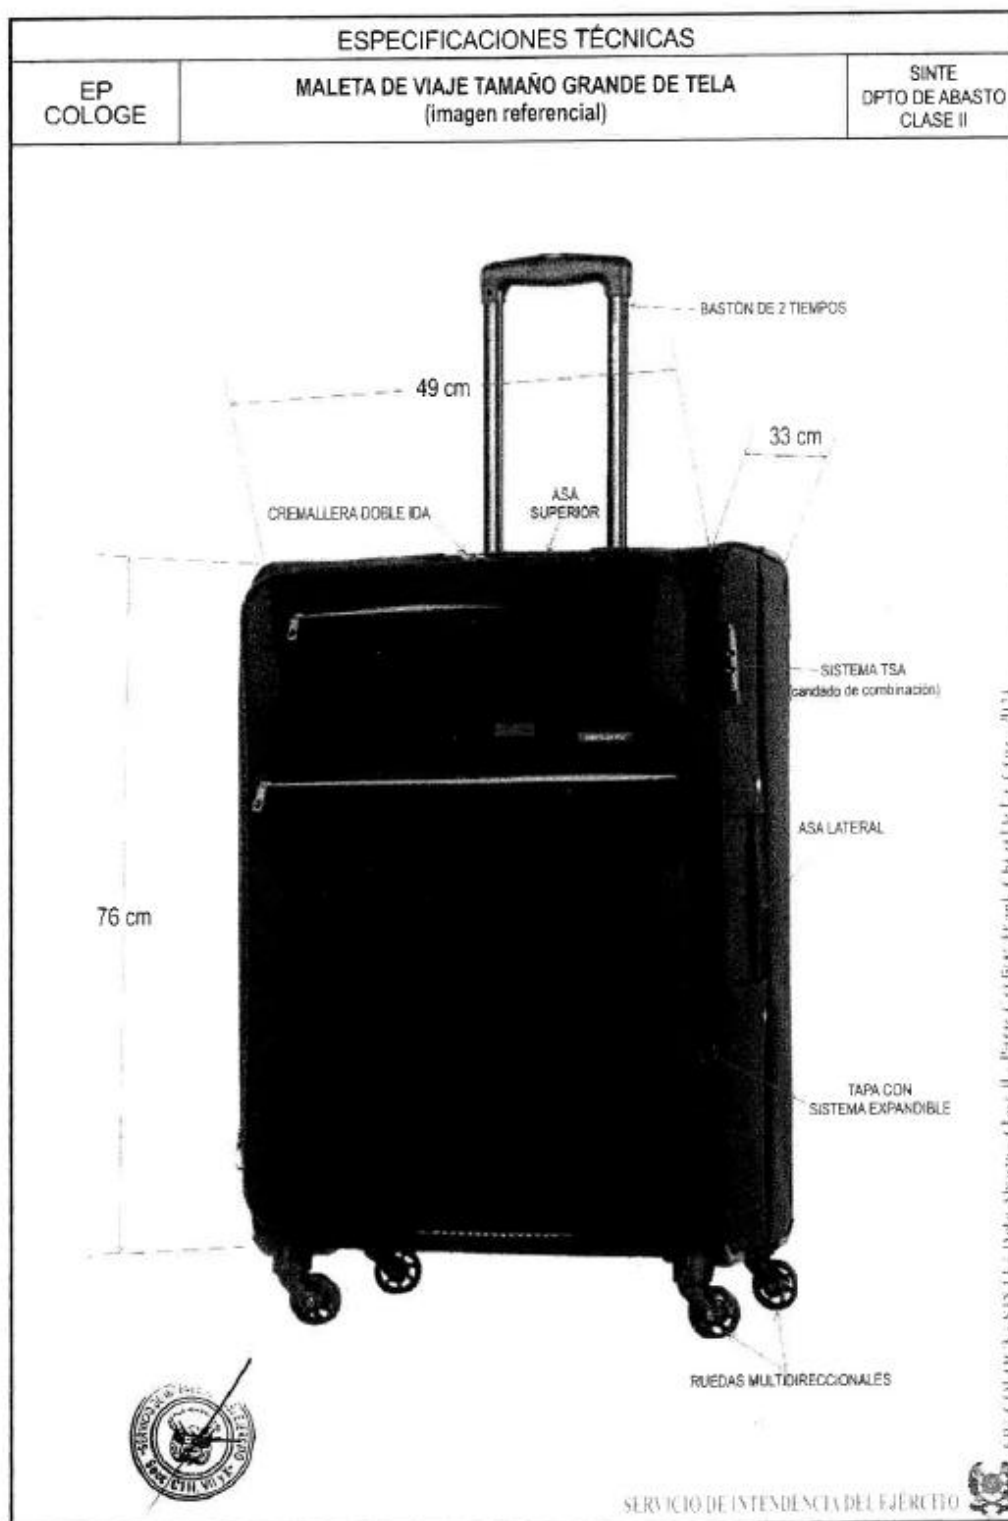 ESPECIFICACIONES TÉCNICAS
EP
COLOGE
MALETA DE VIAJE TAMAÑO GRANDE DE TELA
(imagen referencial)
SINTE
DPTO DE ABASTO
CLASE II
BASTÓN DE 2 TIEMPOS
49 cm
33 cm
CREMALLERA DOBLE IDA
ASA
SUPERIOR
SISTEMA TSA
(candado de combinación)
ASA LATERAL
76 cm
TAPA CON
SISTEMA EXPANDIBLE
RUEDAS MULTIDIRECCIONALES
SERVICIO DE INTENDENCIA DEL EJÉRCITO